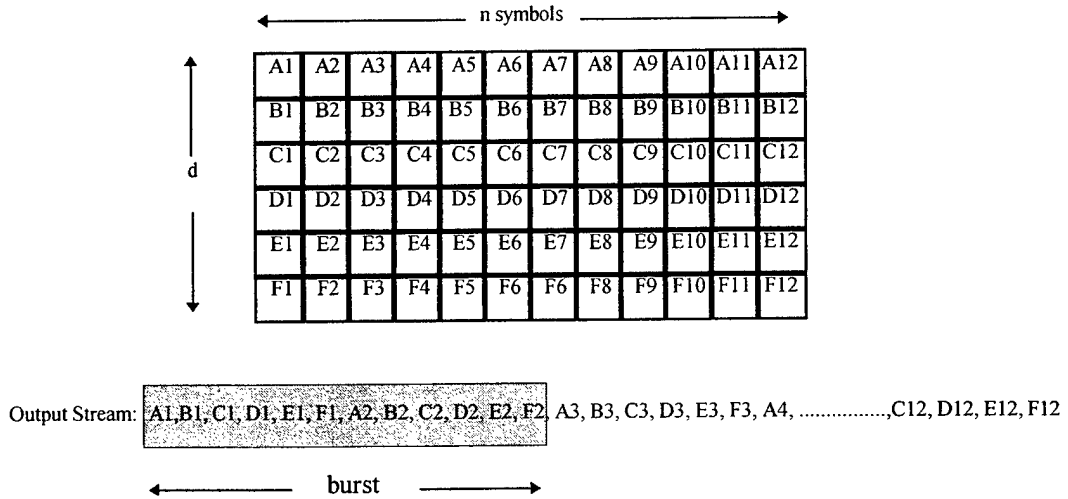 n symbols
A1 A2 A3 A4 A5 A6 A7 A8 A9 A10 A11 A12
B1 B2 B3 B4 B5 B6 B7 B8 B9 B10 B11 B12
C1 C2 C3 C4 C5 C6 C7 C8 C9 C10 C11 C12
d
D1 D2 D3 D4 D5 D6 D7 D8 D9 D10 D11 D12
E1 E2 E3 E4 E5 E6 E7 E8 E9 E10 E11 E12
F1 F2 F3 F4 F5 F6 F6 F8 F9 F10 F11 F12
Output Stream: A1,B1, C1, D1, E1, F1, A2, B2, C2, D2, E2, F2, A3, B3, C3, D3, E3, F3, A4, ................,C12, D12, E12, F12
burst